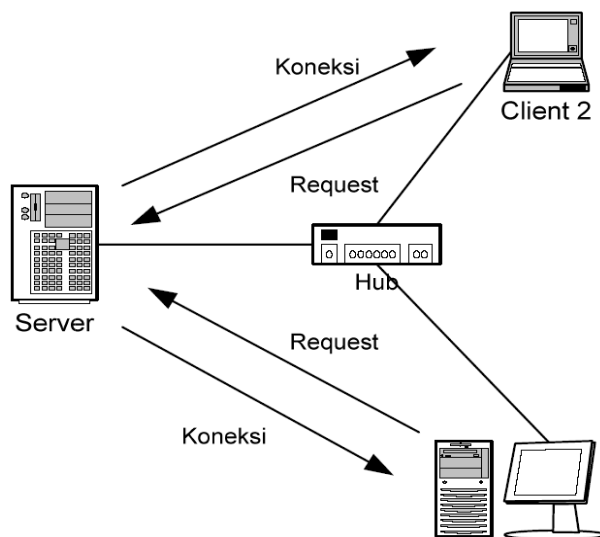 Koneksi
Client 2
Request
Hub
Server
Request
Koneksi